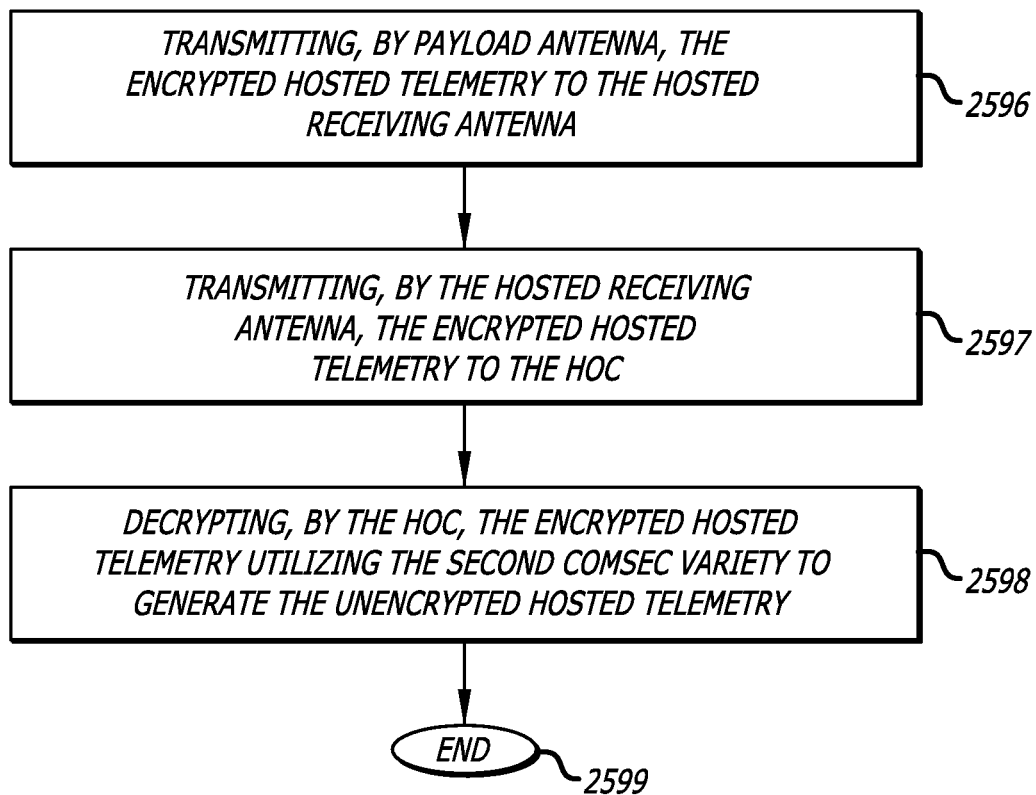 TRANSMITTING, BY PAYLOAD ANTENNA, THE
ENCRYPTED HOSTED TELEMETRY TO THE HOSTED
RECEIVING ANTENNA
2596
TRANSMITTING, BY THE HOSTED RECEIVING
ANTENNA, THE ENCRYPTED HOSTED
TELEMETRY TO THE HOC
2597
DECRYPTING, BY THE HOC, THE ENCRYPTED HOSTED
TELEMETRY UTILIZING THE SECOND COMSEC VARIETY TO
GENERATE THE UNENCRYPTED HOSTED TELEMETRY
2598
END
2599